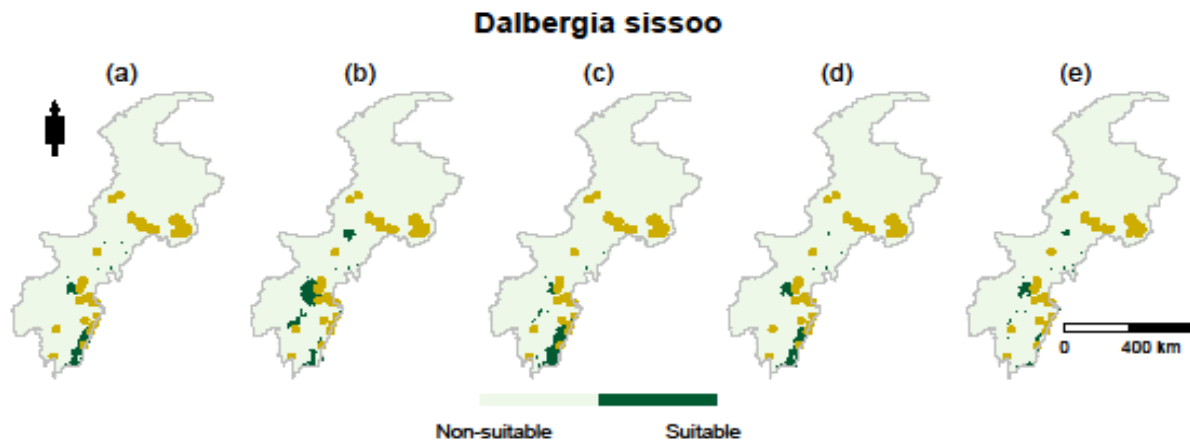 Dalbergia sissoo
(a) (b) (c) (d) (e)
0 400 km
Non-suitable Suitable